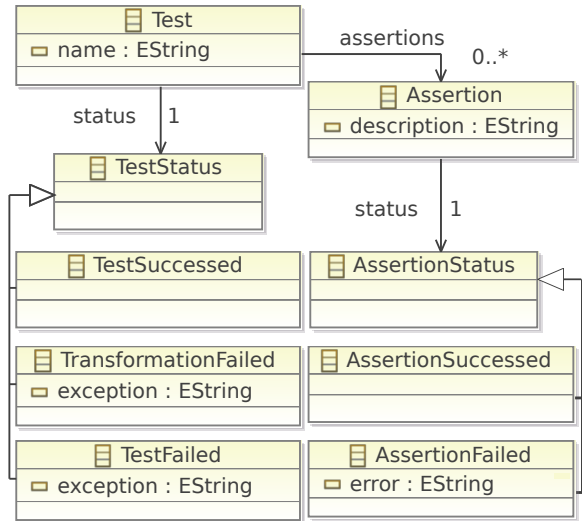 Test
name : EString
assertions
0..*
status
1
Assertion
description : EString
TestStatus
status
1
TestSuccessed
AssertionStatus
TransformationFailed
exception : EString
AssertionSuccessed
TestFailed
exception : EString
AssertionFailed
error : EString